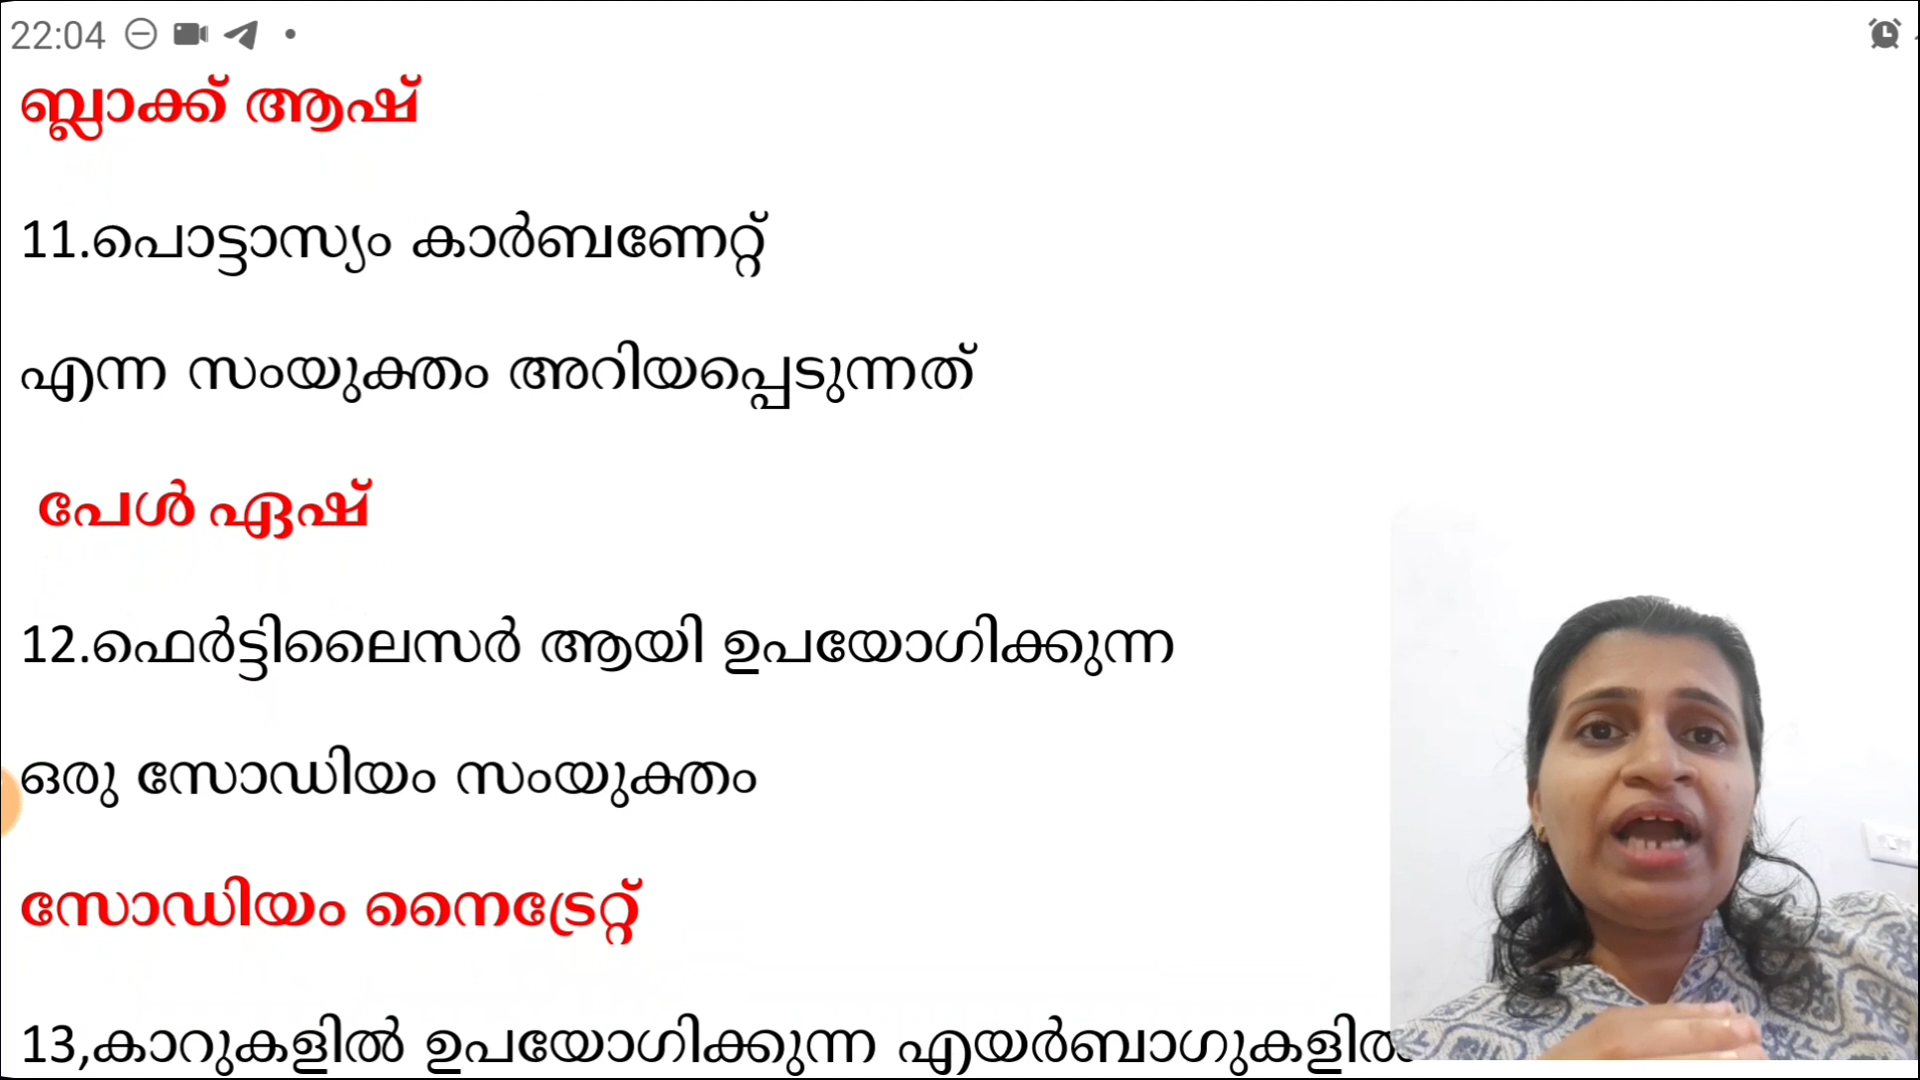 22:04
ബ്ലാക്ക് ആഷ്
11.പൊട്ടാസ്യം കാർബണേറ്റ്
എന്ന സംയുക്തം അറിയപ്പെടുന്നത്
പേൾ ഏഷ്
12.ഫെർട്ടിലൈസർ ആയി ഉപയോഗിക്കുന്ന
ഒരു സോഡിയം സംയുക്തം
സോഡിയം നൈട്രേറ്റ്
13,കാറുകളിൽ ഉപയോഗിക്കുന്ന എയർബാഗുകളിൽ